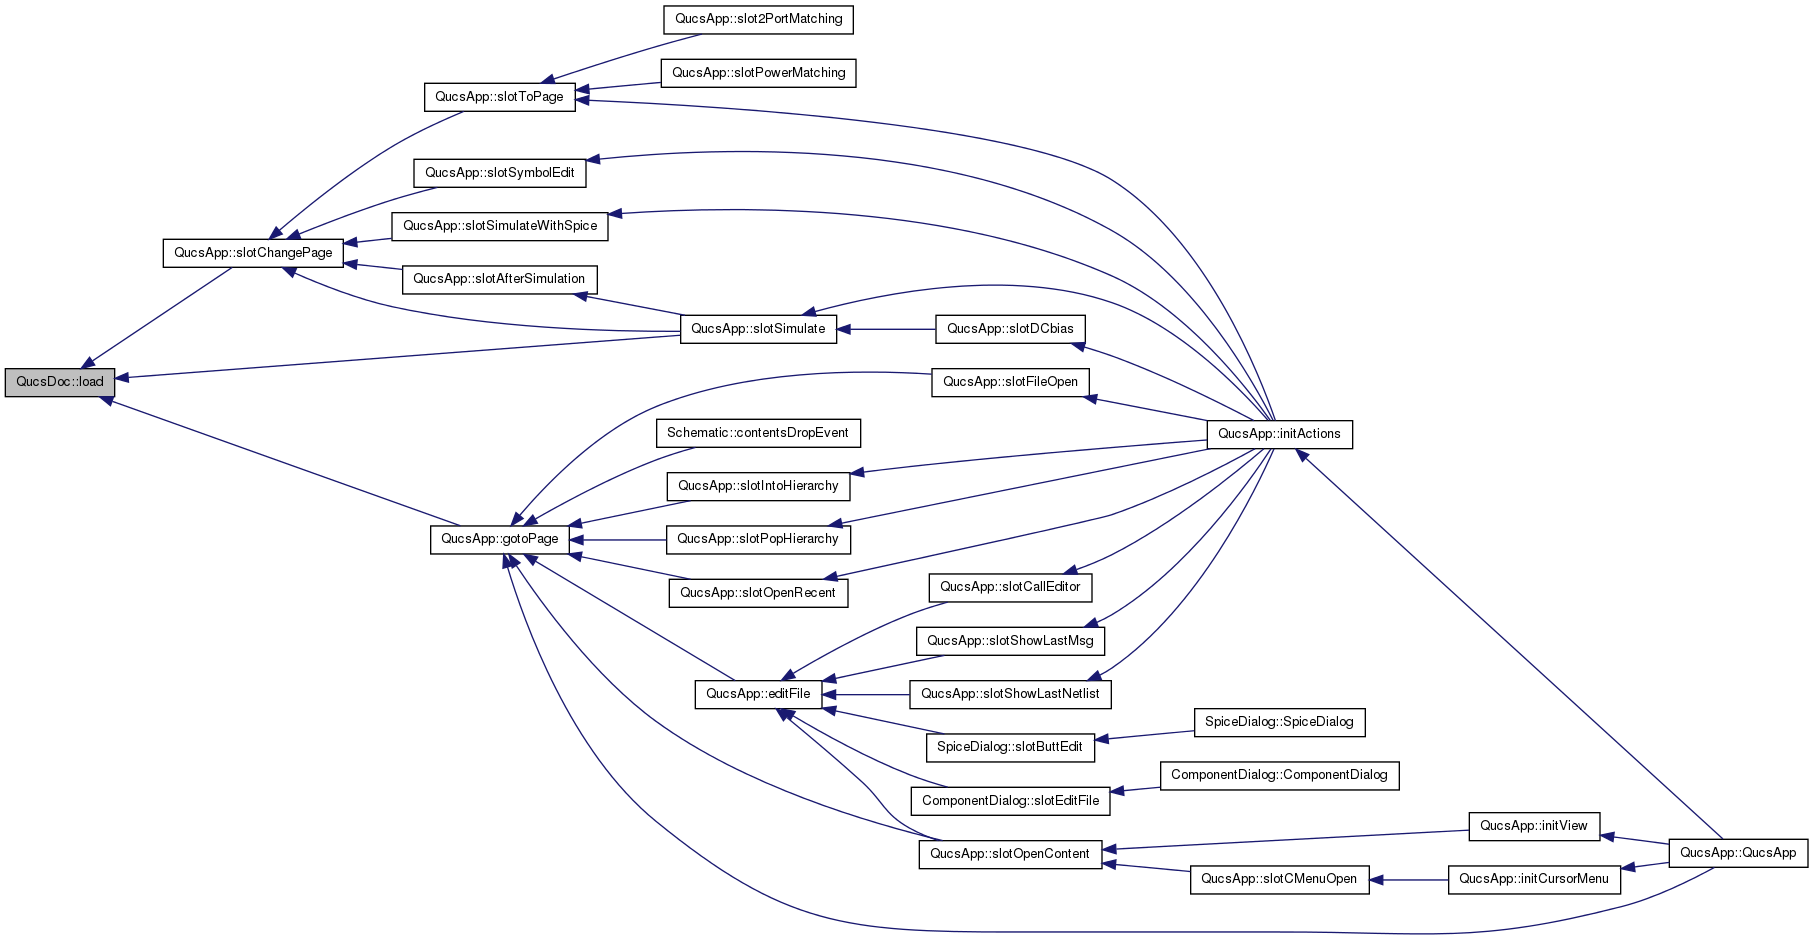 QucsApp::slot2PortMatching
QucsApp::slotPowerMatching
QucsApp::slotToPage
QucsApp::slotSymbolEdit
QucsApp::slotSimulateWithSpice
QucsApp::slotChangePage
QucsApp::slotAfterSimulation
QucsApp::slotSimulate
QucsApp::slotDCbias
QucsDoc::load
QucsApp::slotFileOpen
Schematic::contentsDropEvent
QucsApp::initActions
QucsApp::slotIntoHierarchy
QucsApp::gotoPage
QucsApp::slotPopHierarchy
QucsApp::slotOpenRecent
QucsApp::slotCallEditor
QucsApp::slotShowLastMsg
QucsApp::editFile
QucsApp::slotShowLastNetlist
SpiceDialog::SpiceDialog
SpiceDialog::slotButtEdit
ComponentDialog::ComponentDialog
ComponentDialog::slotEditFile
QucsApp::initView
QucsApp::slotOpenContent
QucsApp::QucsApp
QucsApp::slotCMenuOpen
QucsApp::initCursorMenu